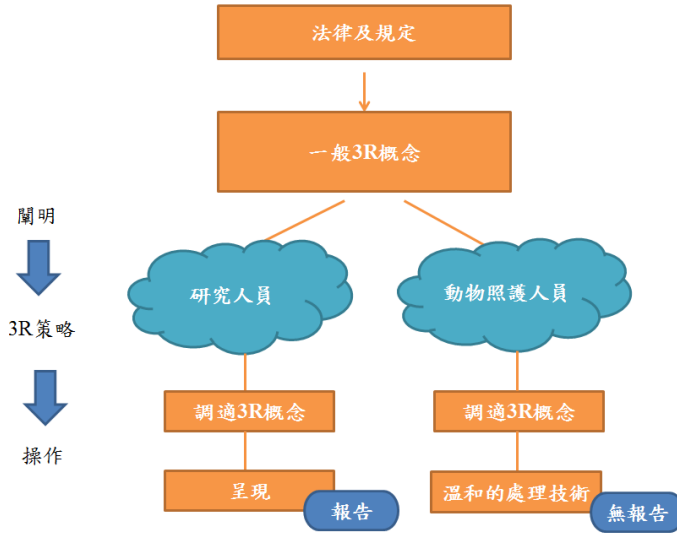 法律及規定
一般3R概念
闡明
研究人員
動物照護人員
3R策略
調適3R概念
調適3R概念
操作
呈現
溫和的處理技術
報告
無報告